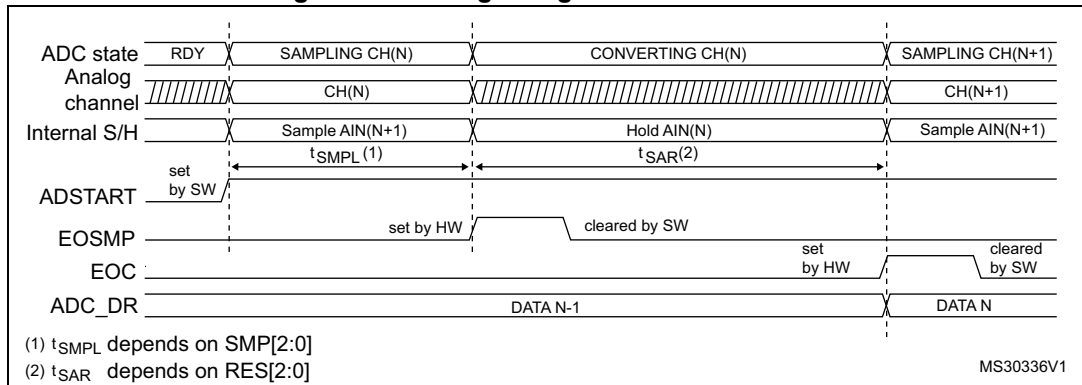 ADC state RDY SAMPLING CH(N) CONVERTING CH(N) SAMPLING CH(N+1)
Analog channel CH(N) CH(N+1)
Internal S/H Sample AIN(N+1) Hold AIN(N) Sample AIN(N+1)
tSMPL(1) tSAR(2)
set by SW
ADSTART
set by HW cleared by SW
EOSMP
set by HW cleared by SW
EOC
ADC_DR DATA N-1 DATA N
(1) tSMPL depends on SMP[2:0]
(2) tSAR depends on RES[2:0]
MS30336V1